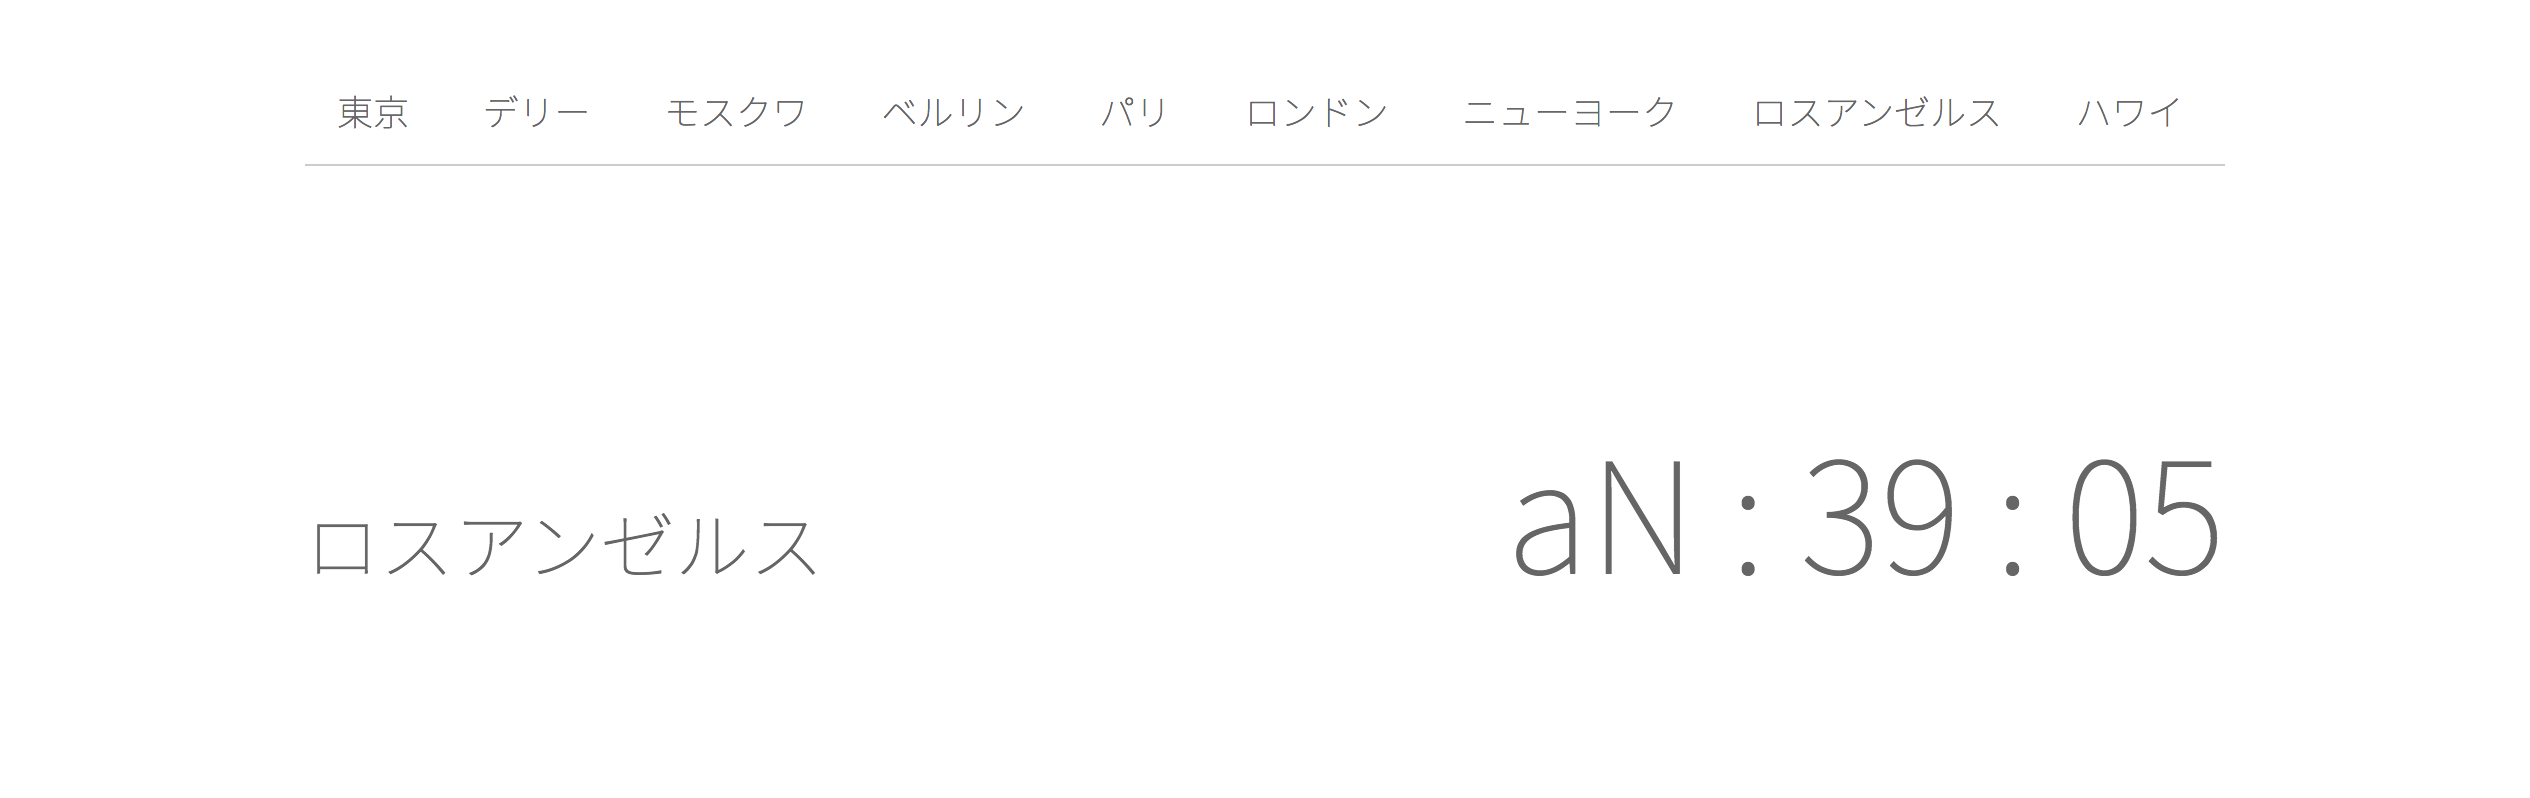 東京 デリー モスクワ ベルリン パリ ロンドン ニューヨーク ロスアンゼルス ハワイ
ロスアンゼルス aN : 39 : 05